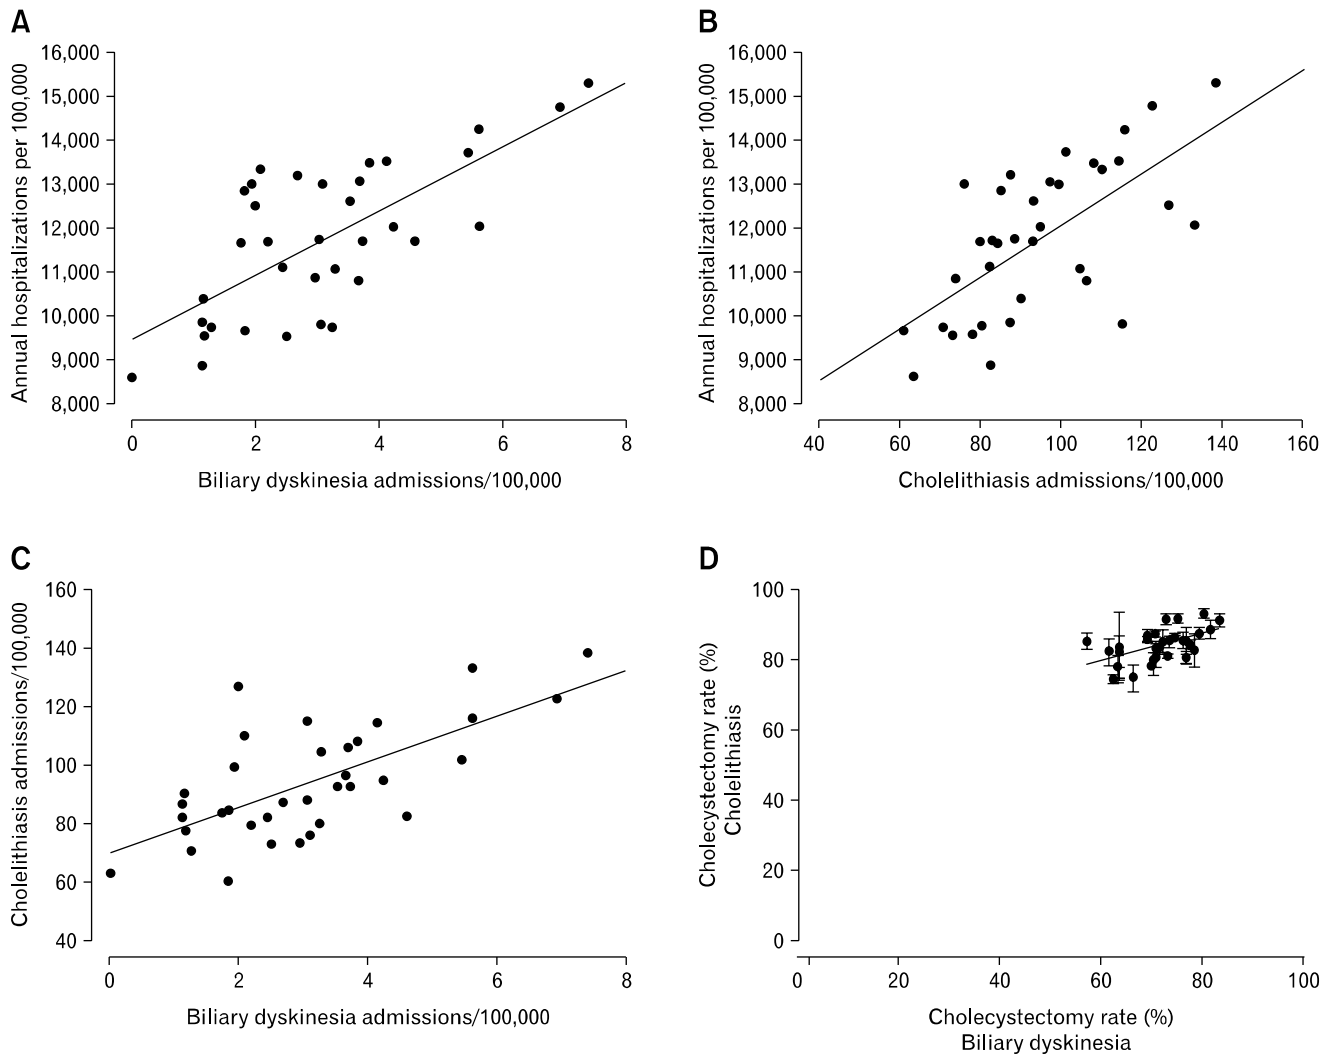 A
Annual hospitalizations per 100,000
16,000
15,000
14,000
13,000
12,000
11,000
10,000
9,000
8,000
0 2 4 6 8
Biliary dyskinesia admissions/100,000
B
Annual hospitalizations per 100,000
16,000
15,000
14,000
13,000
12,000
11,000
10,000
9,000
8,000
40 60 80 100 120 140 160
Cholelithiasis admissions/100,000
C
Cholelithiasis admissions/100,000
160
140
120
100
80
60
40
0 2 4 6 8
Biliary dyskinesia admissions/100,000
D
Cholecystectomy rate (%)
Cholelithiasis
100
80
60
40
20
0
0 20 40 60 80 100
Cholecystectomy rate (%)
Biliary dyskinesia